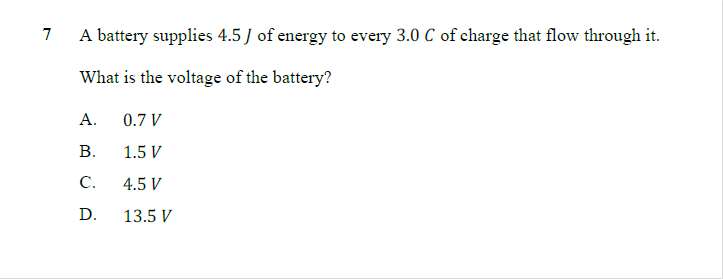 7 A battery supplies 4.5 J of energy to every 3.0 C of charge that flow through it.
What is the voltage of the battery?
A. 0.7 V
B. 1.5 V
C. 4.5 V
D. 13.5 V